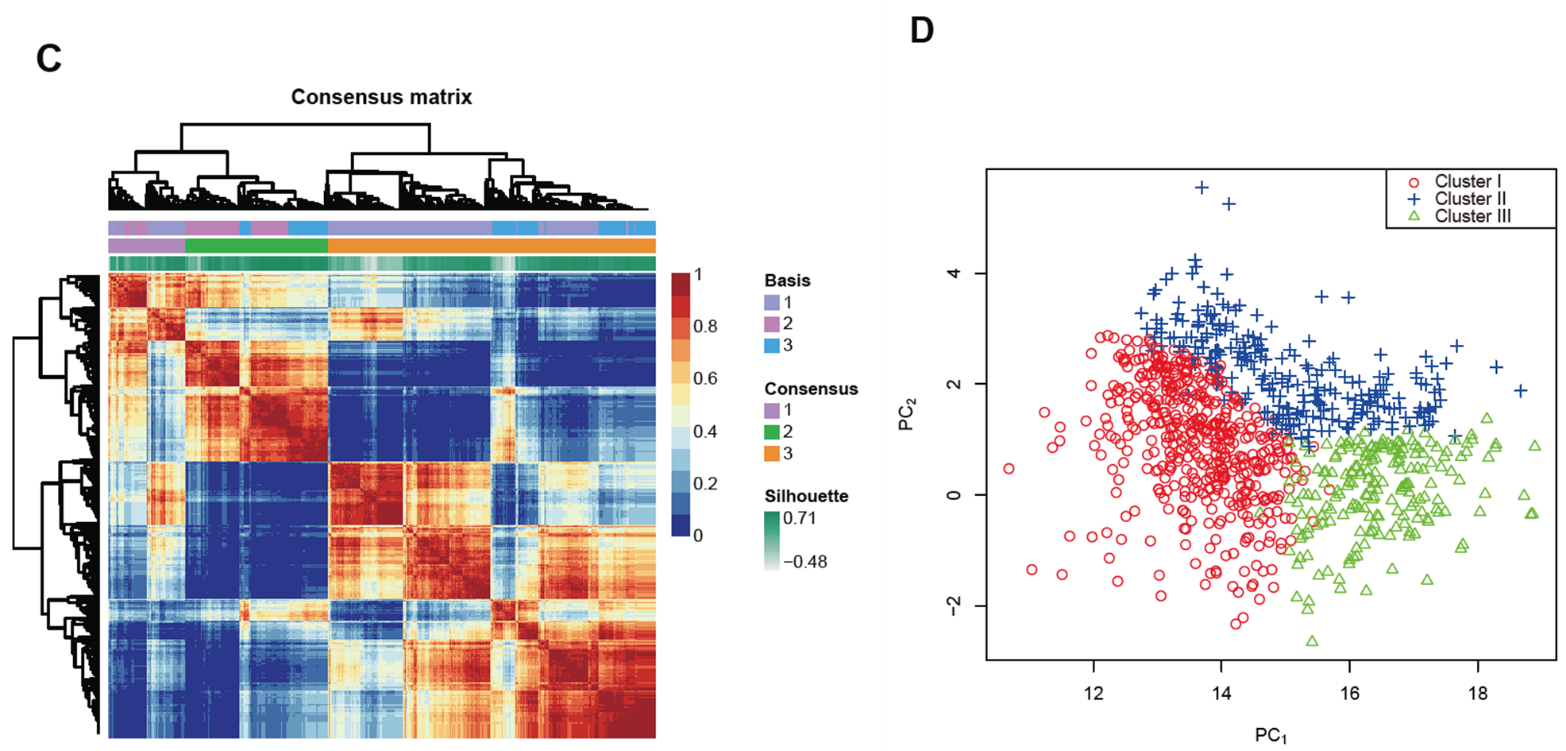 C
Consensus matrix
1
0.8
0.6
0.4
0.2
0
Basis
1
2
3
Consensus
1
2
3
Silhouette
0.71
−0.48
D
Cluster I
Cluster II
Cluster III
4
2
0
−2
PC2
12
14
16
18
PC1